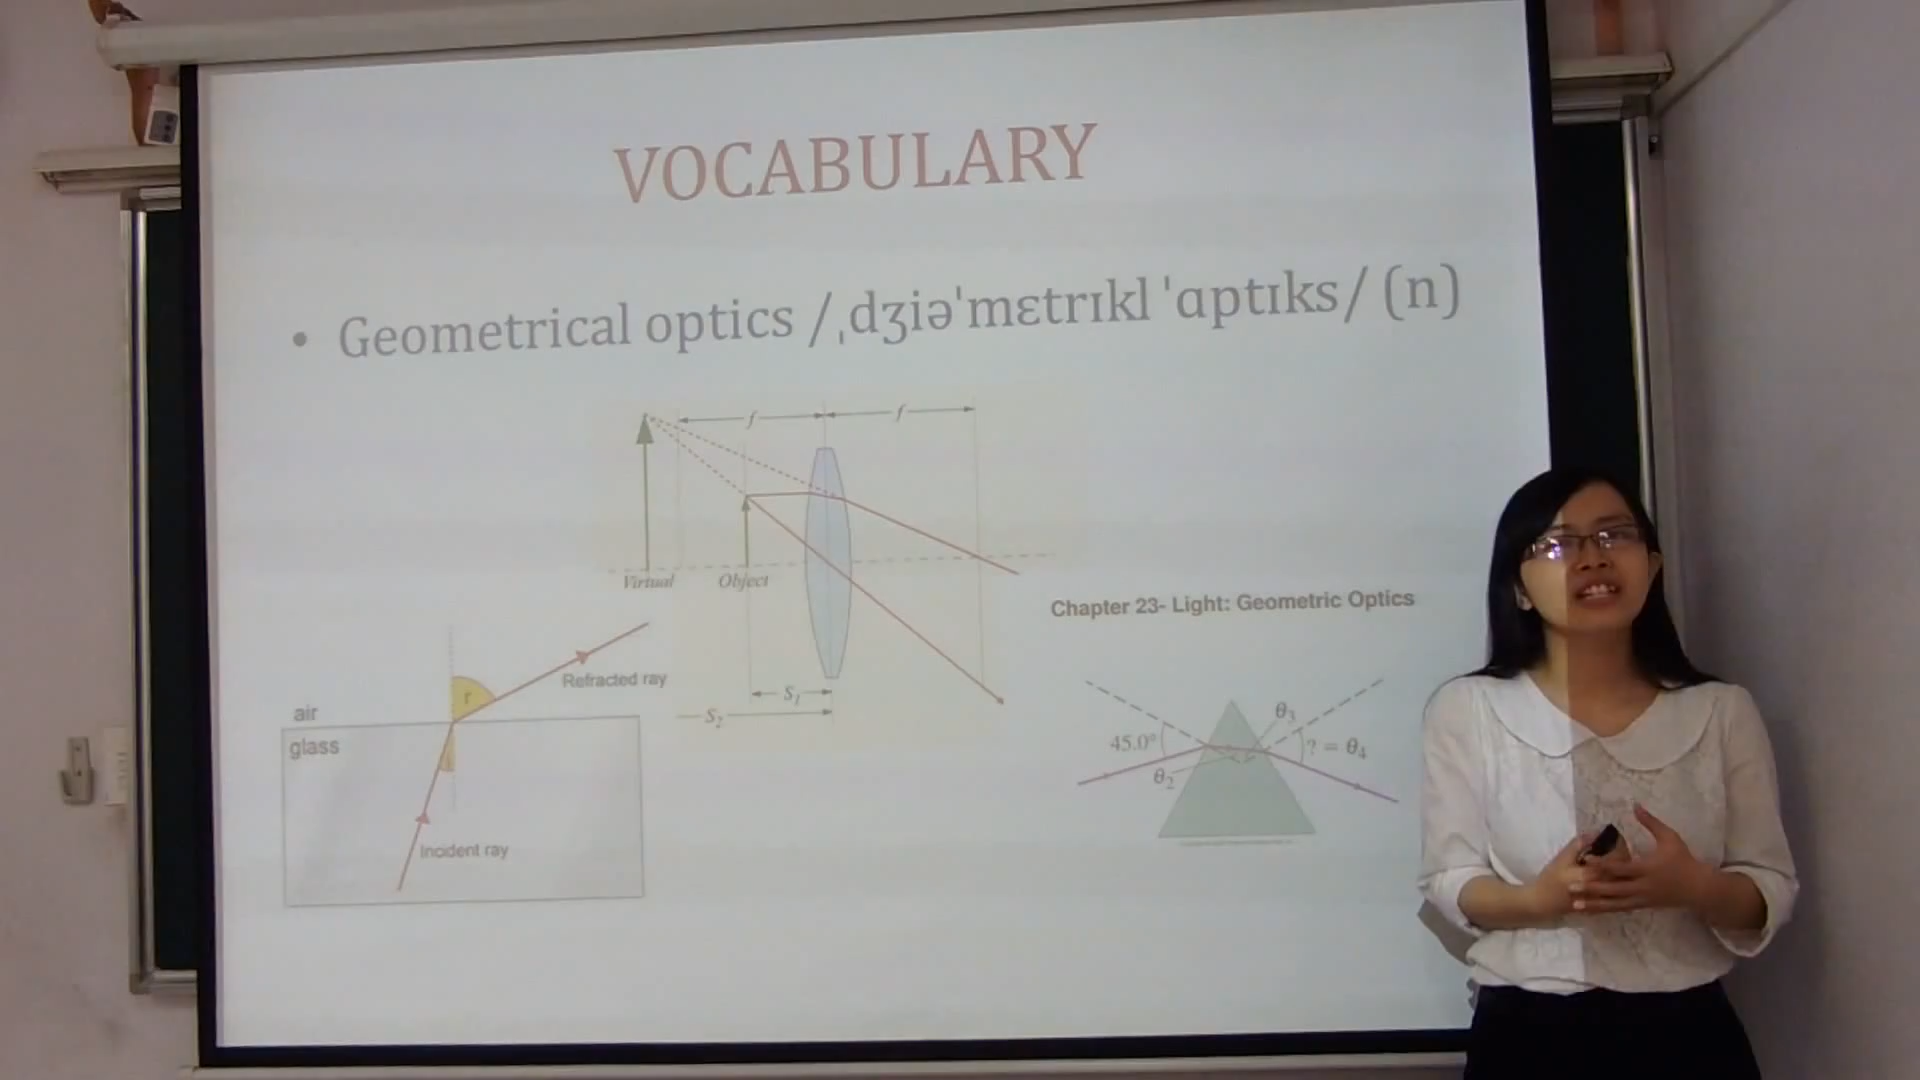 VOCABULARY
• Geometrical optics /ˌdʒiəˈmɛtrɪkl ˈɑptɪks/ (n)
f f
Virtual Object
S₁
S₂
air
glass
r
Refracted ray
Incident ray
Chapter 23- Light: Geometric Optics
45.0°
θ₂
θ₃
? = θ₄